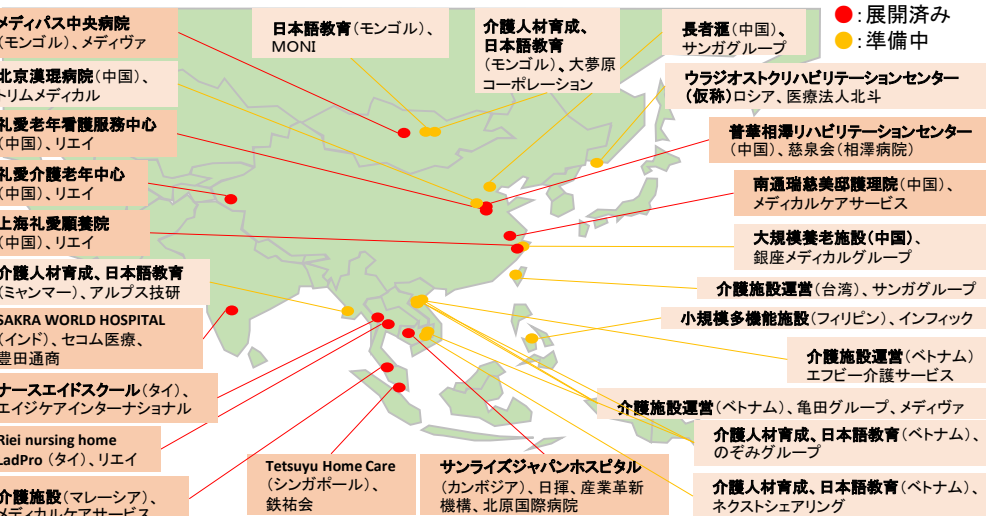 ●:展開済み
●:準備中
メディパス中央病院
(モンゴル)、メディヴァ
北京漢琨病院(中国)、
トリムメディカル
礼愛老年看護服務中心
(中国)、リエイ
礼愛介護老年中心
(中国)、リエイ
上海礼愛頤養院
(中国)、リエイ
介護人材育成、日本語教育
(ミャンマー)、アルプス技研
SAKRA WORLD HOSPITAL
(インド)、セコム医療、
豊田通商
ナースエイドスクール(タイ)、
エイジケアインターナショナル
Riei nursing home
LadPro (タイ)、リエイ
介護施設(マレーシア)、
メディカルケアサービス
日本語教育(モンゴル)、
MONI
介護人材育成、
日本語教育
(モンゴル)、大夢原
コーポレーション
長者滙(中国)、
サンガグループ
ウラジオストクリハビリテーションセンター
(仮称)ロシア、医療法人北斗
普華相澤リハビリテーションセンター
(中国)、慈泉会(相澤病院)
南通瑞慈美邸護理院(中国)、
メディカルケアサービス
大規模養老施設(中国)、
銀座メディカルグループ
介護施設運営(台湾)、サンガグループ
小規模多機能施設(フィリピン)、インフィック
介護施設運営(ベトナム)
エフビー介護サービス
介護施設運営(ベトナム)、亀田グループ、メディヴァ
介護人材育成、日本語教育(ベトナム)、
のぞみグループ
介護人材育成、日本語教育(ベトナム)、
ネクストシェアリング
Tetsuyu Home Care
(シンガポール)、
鉄祐会
サンライズジャパンホスピタル
(カンボジア)、日揮、産業革新
機構、北原国際病院